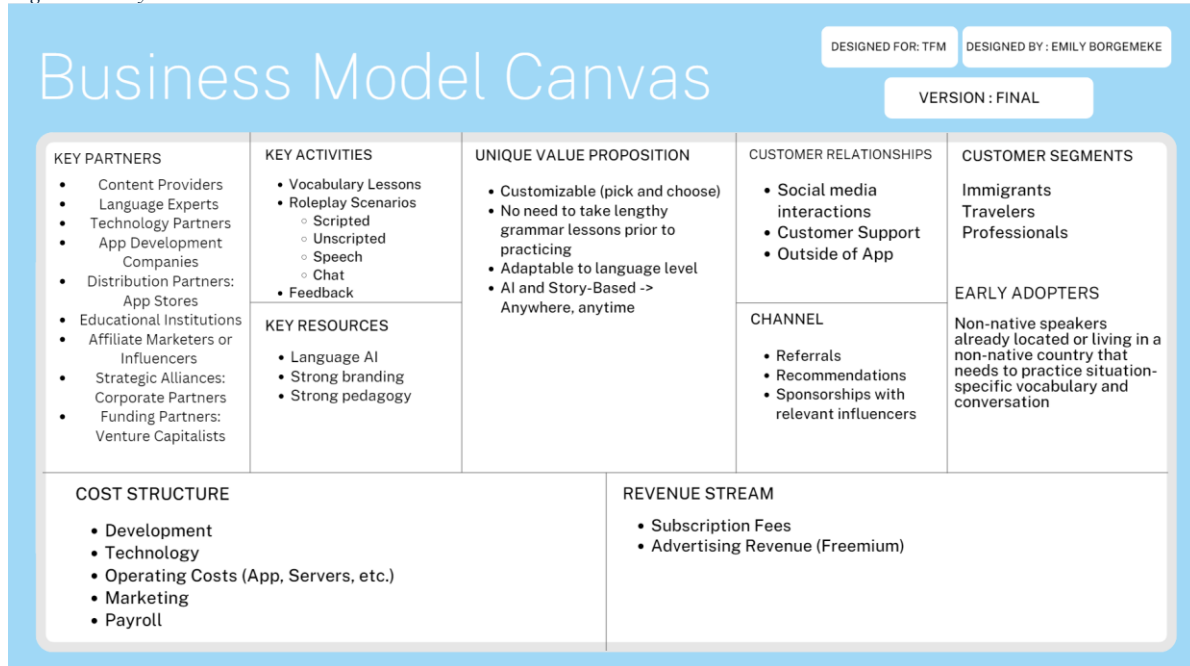 Business Model Canvas
DESIGNED FOR: TFM
DESIGNED BY : EMILY BORGEMEKE
VERSION : FINAL
KEY PARTNERS
• Content Providers
• Language Experts
• Technology Partners
• App Development
Companies
• Distribution Partners:
App Stores
• Educational Institutions
• Affiliate Marketers or
Influencers
• Strategic Alliances:
Corporate Partners
• Funding Partners:
Venture Capitalists
KEY ACTIVITIES
• Vocabulary Lessons
• Roleplay Scenarios
○ Scripted
○ Unscripted
○ Speech
○ Chat
• Feedback
KEY RESOURCES
• Language AI
• Strong branding
• Strong pedagogy
UNIQUE VALUE PROPOSITION
• Customizable (pick and choose)
• No need to take lengthy
grammar lessons prior to
practicing
• Adaptable to language level
• AI and Story-Based ->
Anywhere, anytime
CUSTOMER RELATIONSHIPS
• Social media
interactions
• Customer Support
• Outside of App
CHANNEL
• Referrals
• Recommendations
• Sponsorships with
relevant influencers
CUSTOMER SEGMENTS
Immigrants
Travelers
Professionals
EARLY ADOPTERS
Non-native speakers
already located or living in a
non-native country that
needs to practice situation-
specific vocabulary and
conversation
COST STRUCTURE
• Development
• Technology
• Operating Costs (App, Servers, etc.)
• Marketing
• Payroll
REVENUE STREAM
• Subscription Fees
• Advertising Revenue (Freemium)